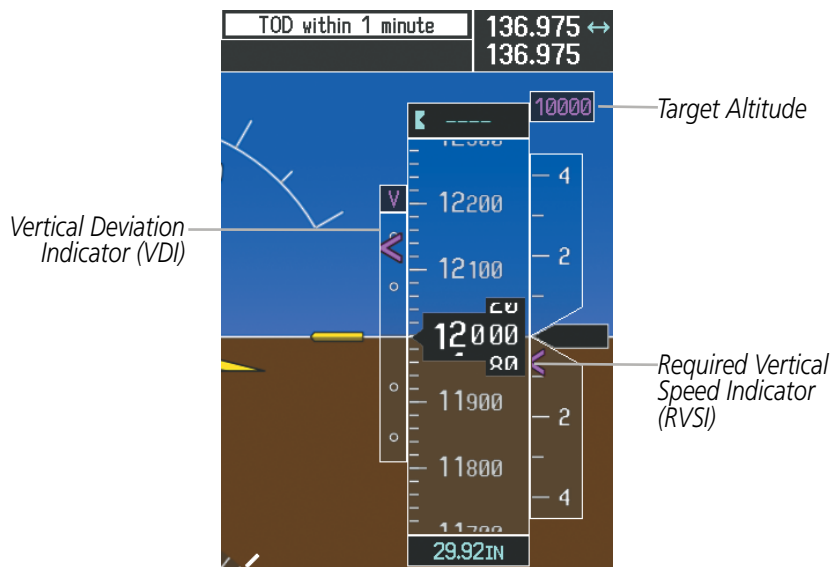 TOD within 1 minute
136.975 ↔
136.975
10000
Target Altitude
----
4
12200
V
Vertical Deviation
Indicator (VDI)
2
12100
20
12000
80
Required Vertical
Speed Indicator
(RVSI)
11900
2
11800
4
29.92IN